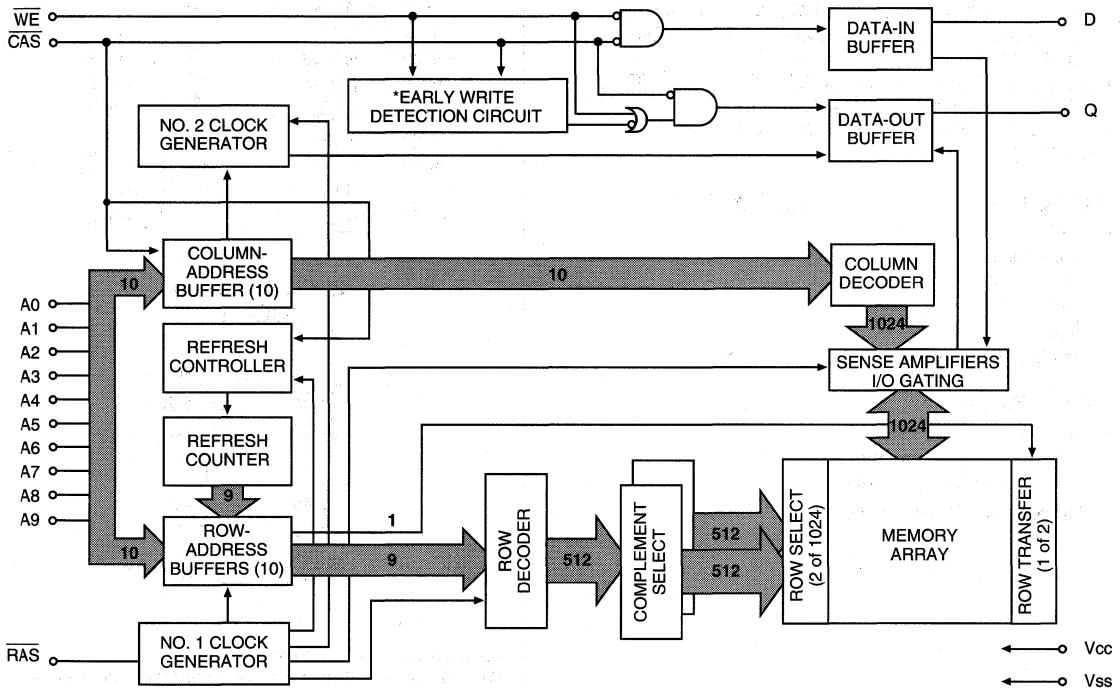 WE
CAS
*EARLY WRITE
DETECTION CIRCUIT
DATA-IN
BUFFER
D
NO. 2 CLOCK
GENERATOR
DATA-OUT
BUFFER
Q
COLUMN-
ADDRESS
BUFFER (10)
10
10
COLUMN
DECODER
1024
A0
A1
A2
A3
A4
A5
A6
A7
A8
A9
REFRESH
CONTROLLER
SENSE AMPLIFIERS
I/O GATING
1024
REFRESH
COUNTER
9
10
ROW-
ADDRESS
BUFFERS (10)
1
9
ROW
DECODER
512
COMPLEMENT
SELECT
512
512
ROW SELECT
(2 of 1024)
MEMORY
ARRAY
ROW TRANSFER
(1 of 2)
RAS
NO. 1 CLOCK
GENERATOR
Vcc
Vss